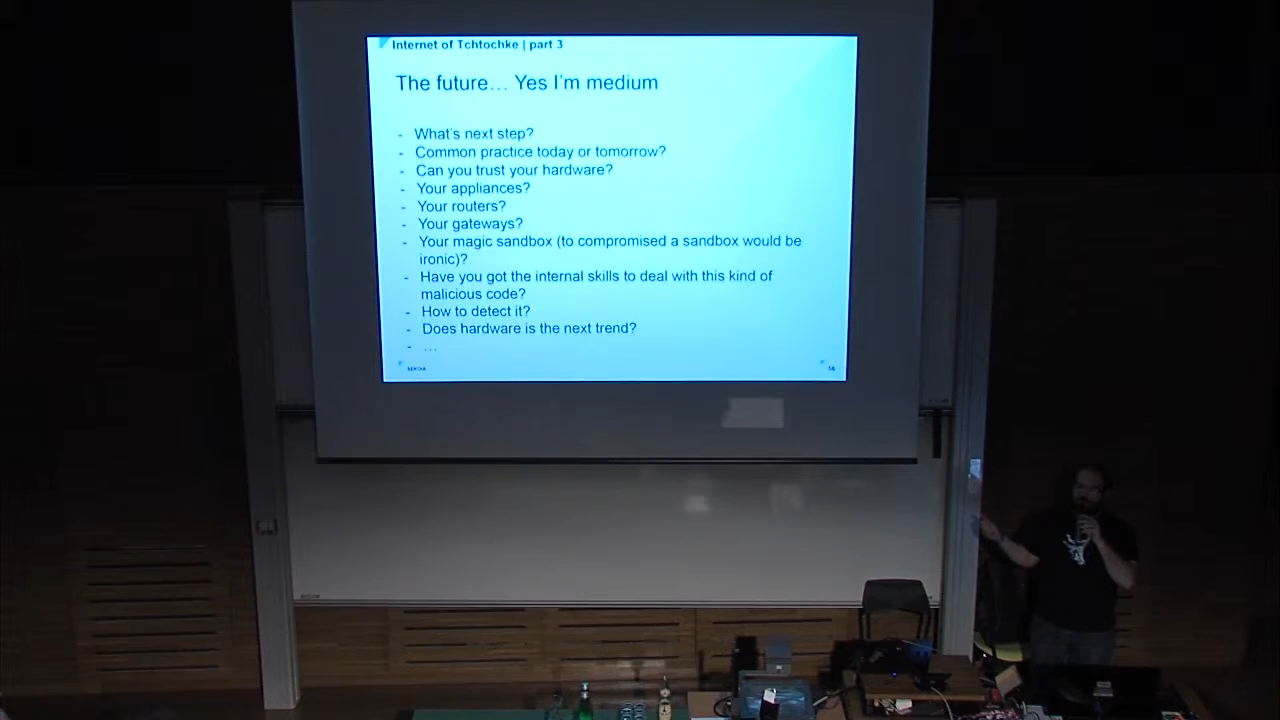 Internet of Tchtochke | part 3
The future... Yes I'm medium
- What's next step?
- Common practice today or tomorrow?
- Can you trust your hardware?
- Your appliances?
- Your routers?
- Your gateways?
- Your magic sandbox (to compromised a sandbox would be
ironic)?
- Have you got the internal skills to deal with this kind of
malicious code?
- How to detect it?
- Does hardware is the next trend?
- ...